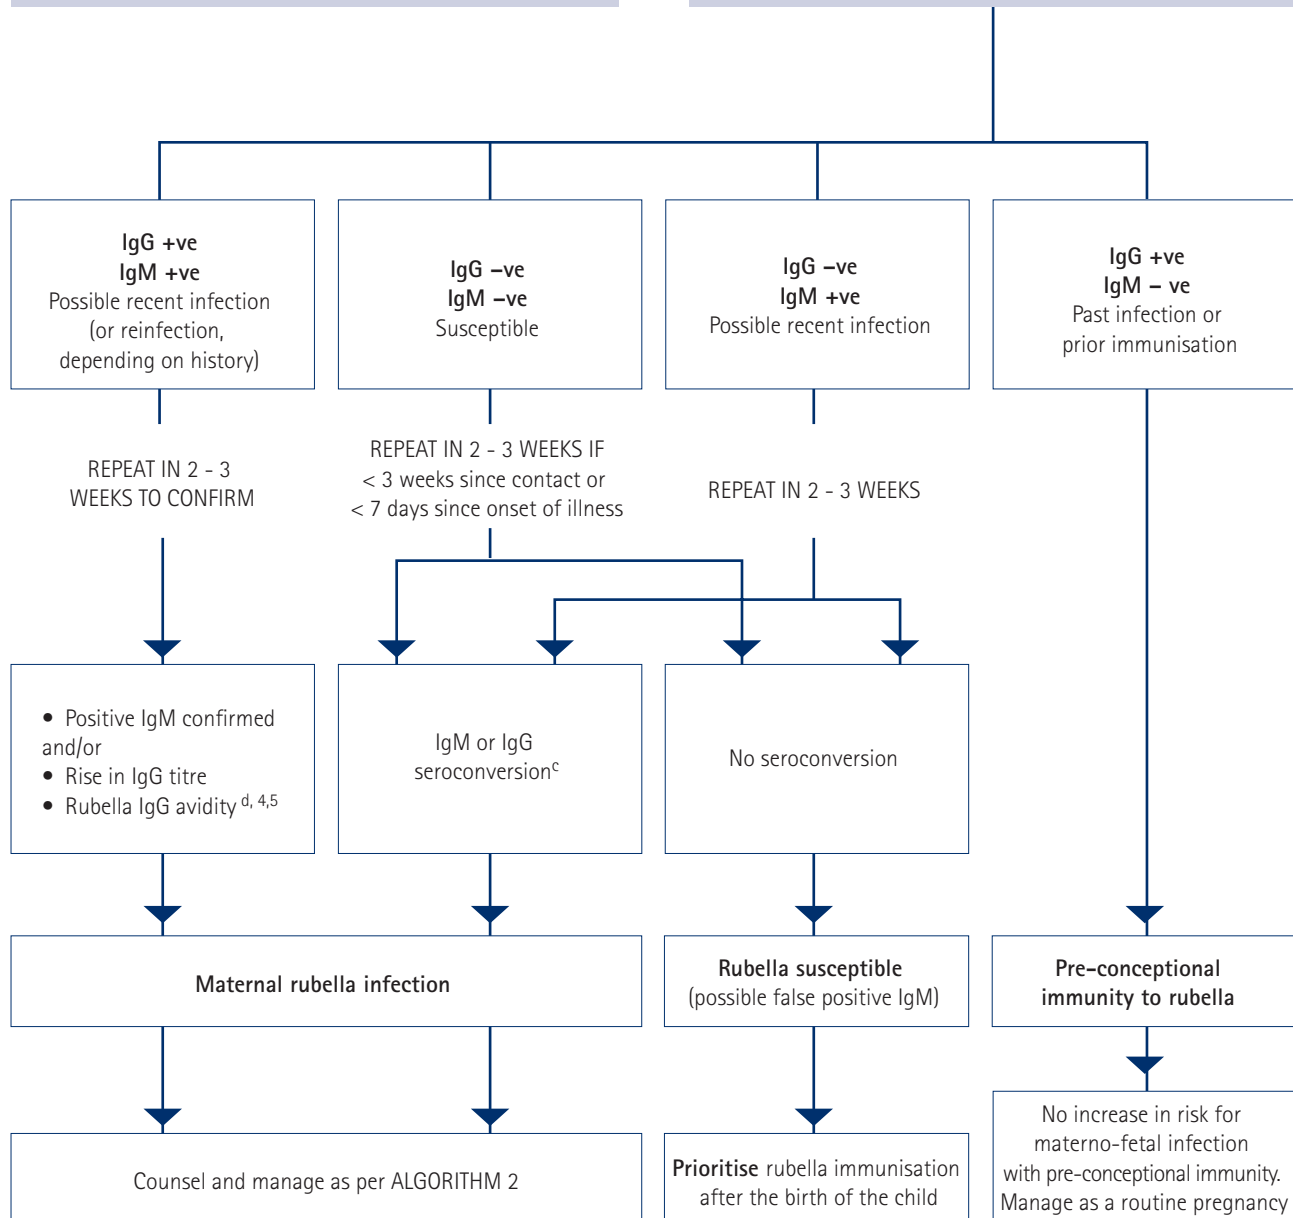 IgG +ve
IgM +ve
Possible recent infection
(or reinfection,
depending on history)
IgG –ve
IgM –ve
Susceptible
IgG –ve
IgM +ve
Possible recent infection
IgG +ve
IgM – ve
Past infection or
prior immunisation
REPEAT IN 2 - 3
WEEKS TO CONFIRM
REPEAT IN 2 - 3 WEEKS IF
< 3 weeks since contact or
< 7 days since onset of illness
REPEAT IN 2 - 3 WEEKS
• Positive IgM confirmed
and/or
• Rise in IgG titre
• Rubella IgG avidity d, 4,5
IgM or IgG
seroconversionc
No seroconversion
Maternal rubella infection
Rubella susceptible
(possible false positive IgM)
Pre-conceptional
immunity to rubella
Counsel and manage as per ALGORITHM 2
Prioritise rubella immunisation
after the birth of the child
No increase in risk for
materno-fetal infection
with pre-conceptional immunity.
Manage as a routine pregnancy